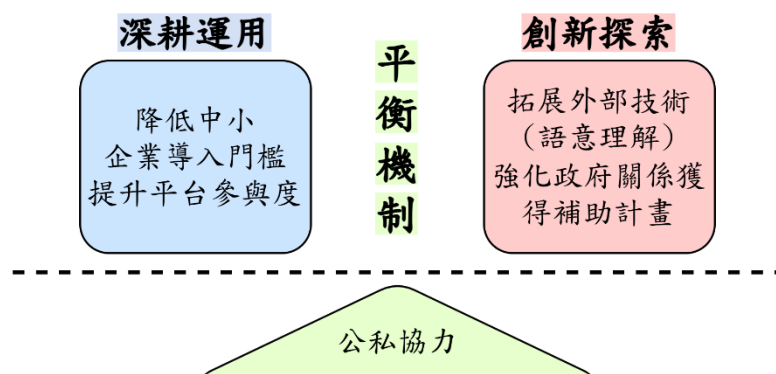 深耕運用
降低中小
企業導入門檻
提升平台參與度
平
衡
機
制
創新探索
拓展外部技術
（語意理解）
強化政府關係獲
得補助計畫
公私協力